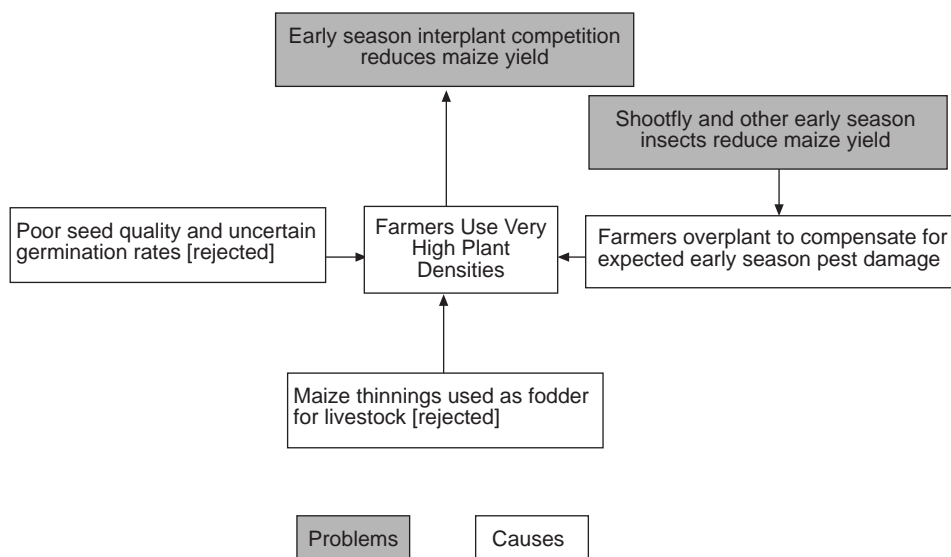 Early season interplant competition
reduces maize yield
Shootfly and other early season
insects reduce maize yield
Poor seed quality and uncertain
germination rates [rejected]
Farmers Use Very
High Plant
Densities
Farmers overplant to compensate for
expected early season pest damage
Maize thinnings used as fodder
for livestock [rejected]
Problems
Causes